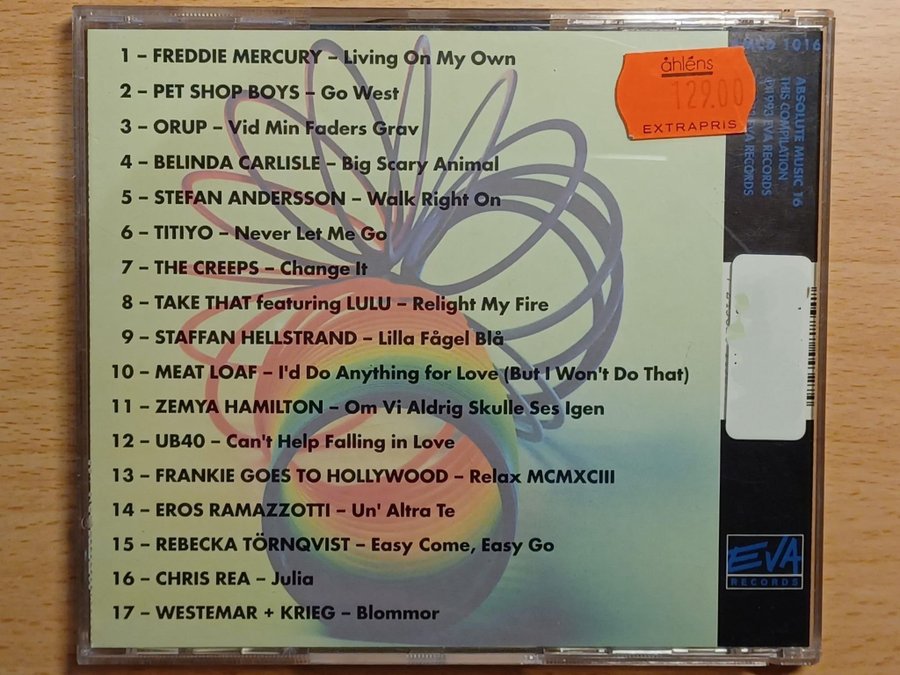 1 – FREDDIE MERCURY – Living On My Own
2 – PET SHOP BOYS – Go West
3 – ORUP – Vid Min Faders Grav
4 – BELINDA CARLISLE – Big Scary Animal
5 – STEFAN ANDERSSON – Walk Right On
6 – TITIYO – Never Let Me Go
7 – THE CREEPS – Change It
8 – TAKE THAT featuring LULU – Relight My Fire
9 – STAFFAN HELLSTRAND – Lilla Fågel Blå
10 – MEAT LOAF – I'd Do Anything for Love (But I Won't Do That)
11 – ZEMYA HAMILTON – Om Vi Aldrig Skulle Ses Igen
12 – UB40 – Can't Help Falling in Love
13 – FRANKIE GOES TO HOLLYWOOD – Relax MCMXCIII
14 – EROS RAMAZZOTTI – Un' Altra Te
15 – REBECKA TÖRNQVIST – Easy Come, Easy Go
16 – CHRIS REA – Julia
17 – WESTEMAR + KRIEG – Blommor
åhléns
129.00
EXTRAPRIS
1016
ABSOLUTE MUSIC 16
THIS COMPILATION
1993 EVA RECORDS
RECORDS
EVA
RECORDS